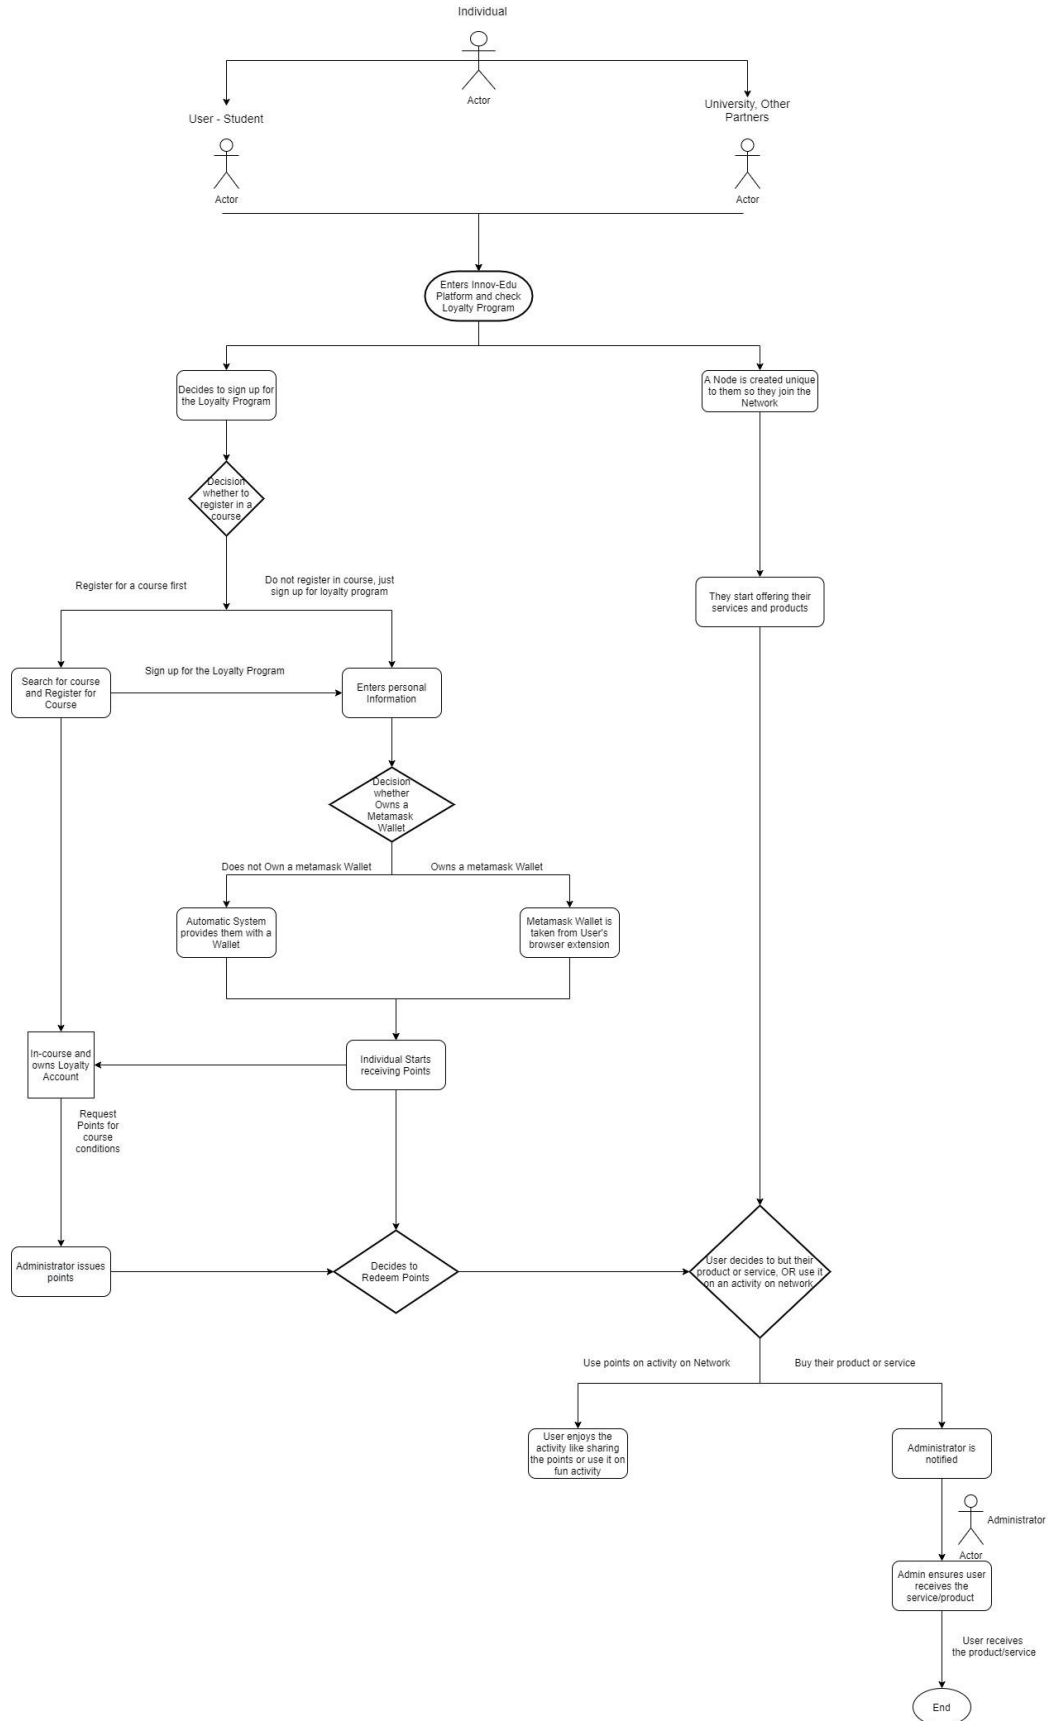 Individual
Actor
User - Student
University, Other
Partners
Actor
Actor
Enters Innov-Edu
Platform and check
Loyalty Program
Decides to sign up for
the Loyalty Program
A Node is created unique
to them so they join the
Network
Decision
whether to
register in a
course
Register for a course first
Do not register in course, just
sign up for loyalty program
They start offering their
services and products
Search for course
and Register for
Course
Sign up for the Loyalty Program
Enters personal
Information
Decision
whether
Owns a
Metamask
Wallet
Does not Own a metamask Wallet
Owns a metamask Wallet
Automatic System
provides them with a
Wallet
Metamask Wallet is
taken from User's
browser extension
In-course and
owns Loyalty
Account
Individual Starts
receiving Points
Request
Points for
course
conditions
Administrator issues
points
Decides to
Redeem Points
User decides to but their
product or service, OR use it
on an activity on network
Use points on activity on Network
Buy their product or service
User enjoys the
activity like sharing
the points or use it on
fun activity
Administrator is
notified
Administrator
Actor
Admin ensures user
receives the
service/product
User receives
the product/service
End